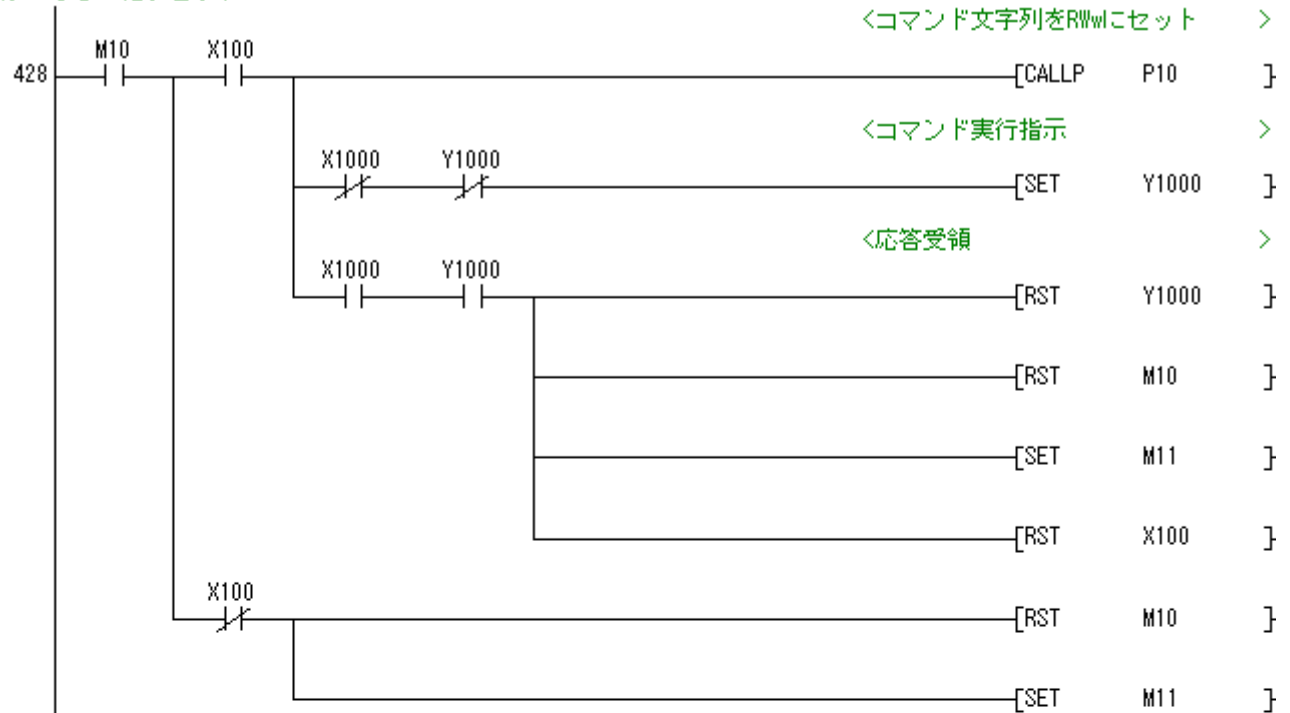 <コマンド文字列をRWwにセット >
M10 X100
428 [CALLP P10 ]
<コマンド実行指示 >
X1000 Y1000
[SET Y1000 ]
<応答受領 >
X1000 Y1000
[RST Y1000 ]
[RST M10 ]
[SET M11 ]
[RST X100 ]
X100
[RST M10 ]
[SET M11 ]